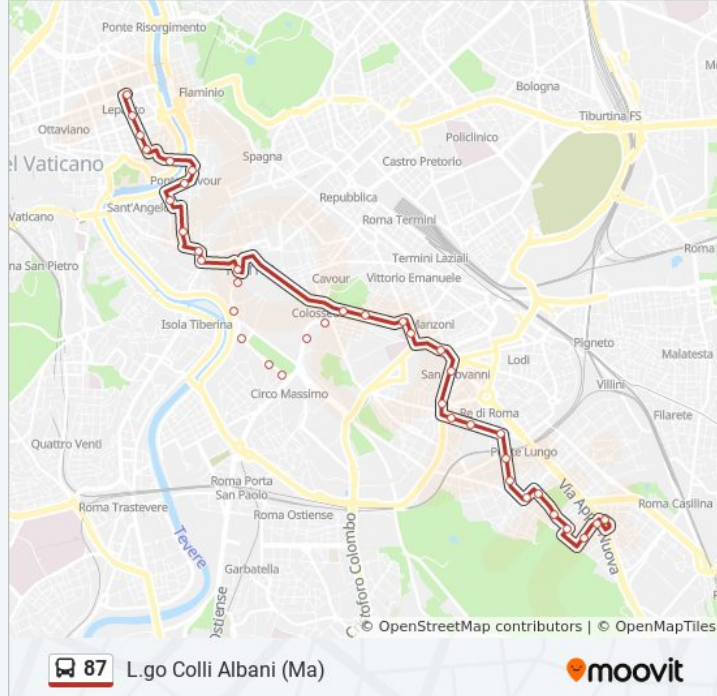 Ponte Risorgimento
Flaminio
Bologna
Tiburtina FS
Ottaviano
Policlinico
Castro Pretorio
Spagna
el Vaticano
Sant'Angelo
Vaticano
Repubblica
Roma Termini
Roma
na San Pietro
Termini Laziali
Cavour
Vittorio Emanuele
Isola Tiberina
Colosseo
Manzoni
Pigneto
Malatesta
Lodi
San Giovanni
Villini
Circo Massimo
Re di Roma
Filarete
Quattro Venti
Ponte Lungo
Roma Porta
San Paolo
Roma Trastevere
Roma Ostiense
Via Appia Nuova
Roma Casilina
Tevere
Garbatella
Ostiense
Cristoforo Colombo
© OpenStreetMap contributors | © OpenMapTiles
87 L.go Colli Albani (Ma)
moovit